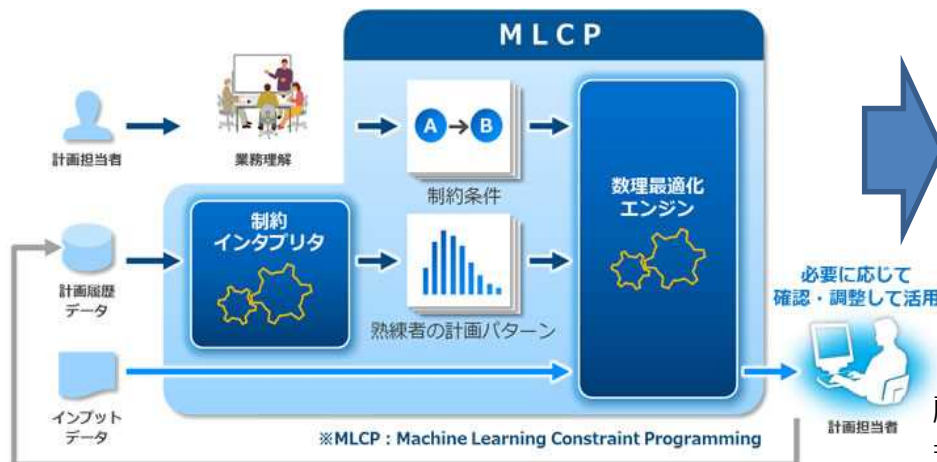 MLCP
計画担当者
業務理解
A→B
制約条件
数理最適化
エンジン
制約
インタプリタ
計画履歴
データ
熟練者の計画パターン
必要に応じて
確認・調整して活用
インプット
データ
計画担当者
※MLCP : Machine Learning Constraint Programming